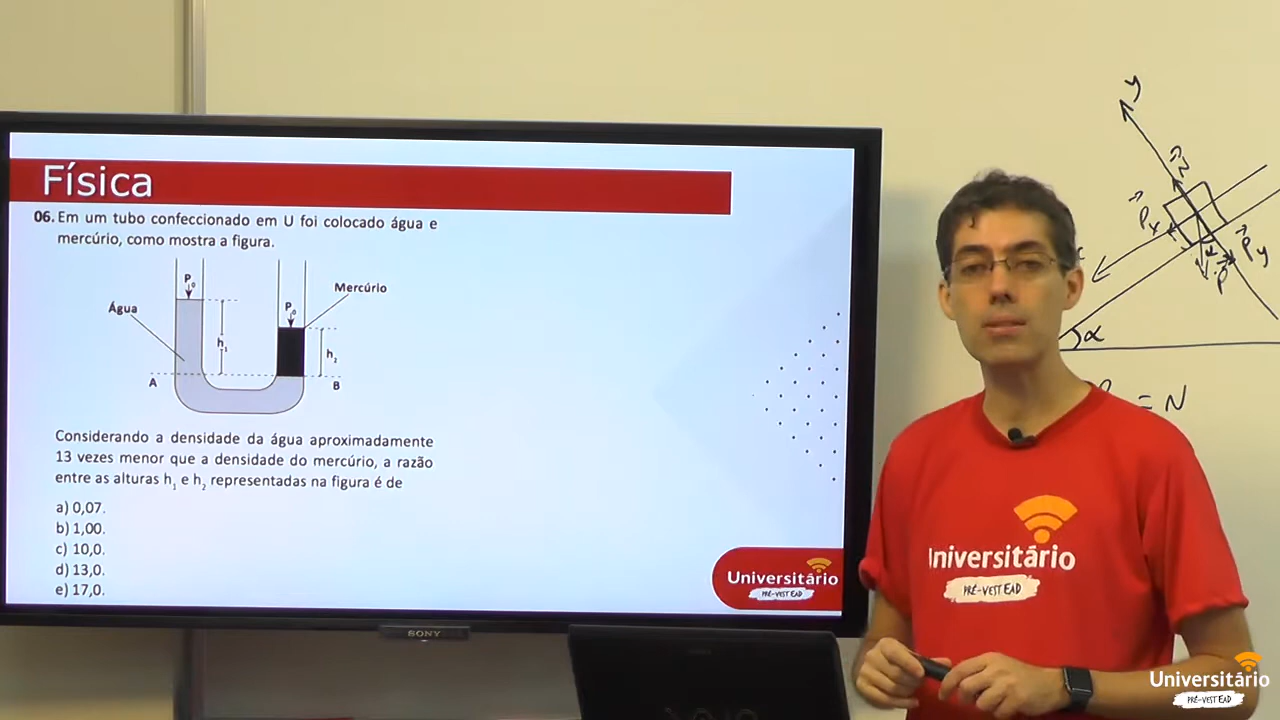 Física
06. Em um tubo confeccionado em U foi colocado água e
mercúrio, como mostra a figura.
P₀
Água
h₁
P₀
Mercúrio
h₂
A
B
Considerando a densidade da água aproximadamente
13 vezes menor que a densidade do mercúrio, a razão
entre as alturas h₁ e h₂ representadas na figura é de
a) 0,07.
b) 1,00.
c) 10,0.
d) 13,0.
e) 17,0.
Universitário
PRÉ-VEST EAD
SONY
y
N
Px
Py
P
α
= N
Universitário
PRÉ-VEST EAD
Universitário
PRÉ-VEST EAD